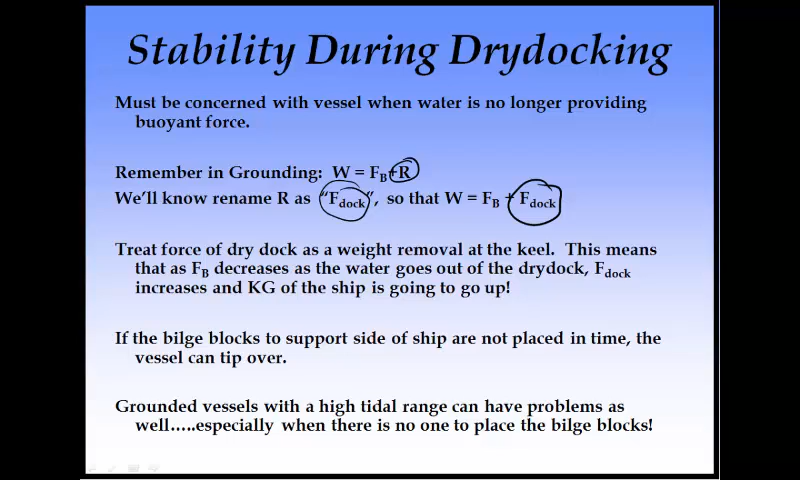 Stability During Drydocking
Must be concerned with vessel when water is no longer providing
buoyant force.
Remember in Grounding: W = FB+R
We'll know rename R as "Fdock", so that W = FB + Fdock
Treat force of dry dock as a weight removal at the keel. This means
that as FB decreases as the water goes out of the drydock, Fdock
increases and KG of the ship is going to go up!
If the bilge blocks to support side of ship are not placed in time, the
vessel can tip over.
Grounded vessels with a high tidal range can have problems as
well.....especially when there is no one to place the bilge blocks!